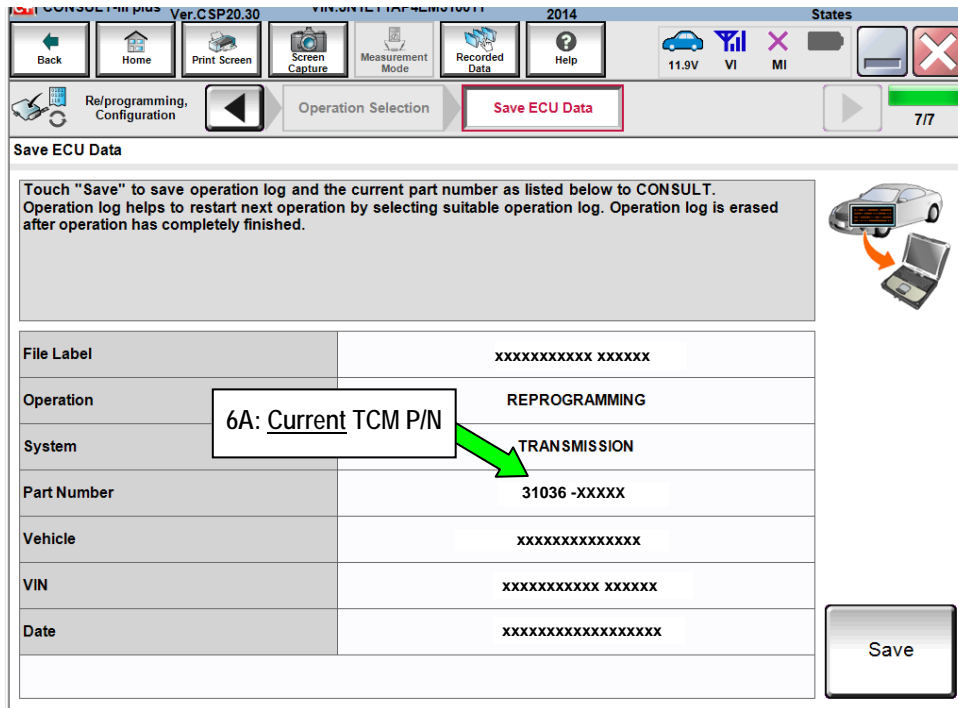 CONSULT-III plus Ver.CSP20.30 2014 States
Back
Home
Print Screen
Screen
Capture
Measurement
Mode
Recorded
Data
Help
11.9V VI MI
Re/programming,
Configuration
Operation Selection
Save ECU Data
7/7
Save ECU Data
Touch "Save" to save operation log and the current part number as listed below to CONSULT.
Operation log helps to restart next operation by selecting suitable operation log. Operation log is erased
after operation has completely finished.
File Label xxxxxxxxxxx xxxxxx
Operation REPROGRAMMING
6A: Current TCM P/N
System TRANSMISSION
Part Number 31036 -XXXXX
Vehicle xxxxxxxxxxxxxx
VIN xxxxxxxxxxx xxxxxx
Date xxxxxxxxxxxxxxxxxx
Save